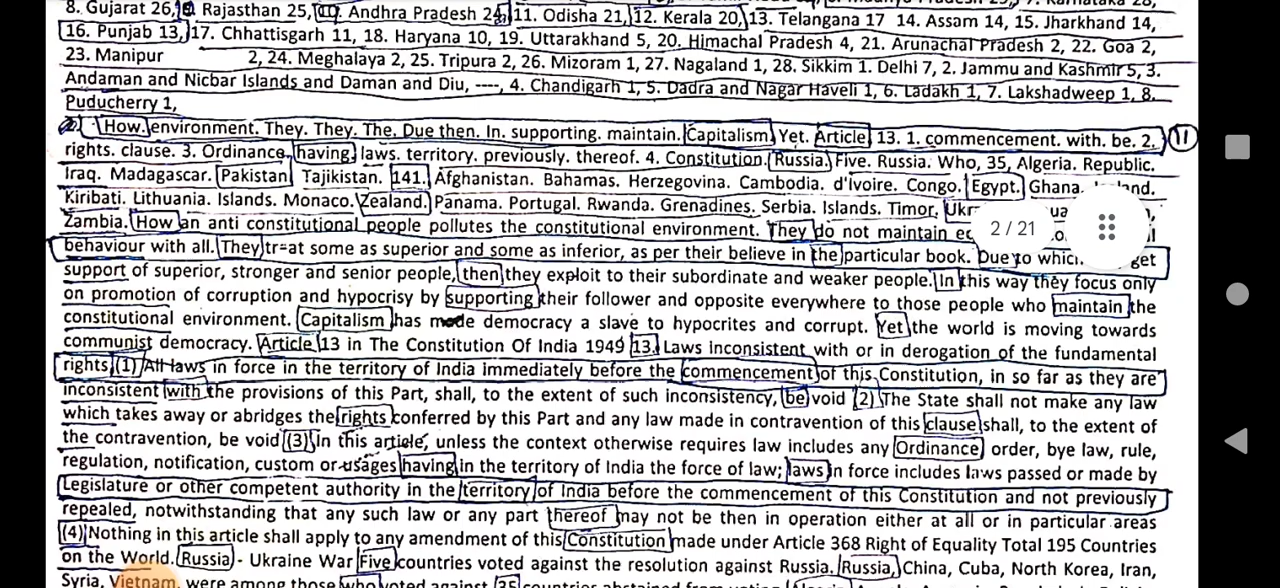 8. Gujarat 26, 9. Rajasthan 25, 10. Andhra Pradesh 25, 11. Odisha 21, 12. Kerala 20, 13. Telangana 17 14. Assam 14, 15. Jharkhand 14,
16. Punjab 13, 17. Chhattisgarh 11, 18. Haryana 10, 19. Uttarakhand 5, 20. Himachal Pradesh 4, 21. Arunachal Pradesh 2, 22. Goa 2,
23. Manipur 2, 24. Meghalaya 2, 25. Tripura 2, 26. Mizoram 1, 27. Nagaland 1, 28. Sikkim 1. Delhi 7, 2. Jammu and Kashmir 5, 3.
Andaman and Nicbar Islands and Daman and Diu, ----, 4. Chandigarh 1, 5. Dadra and Nagar Haveli 1, 6. Ladakh 1, 7. Lakshadweep 1, 8.
Puducherry 1,
2. How. environment. They. They. The. Due then. In. supporting. maintain. Capitalism Yet. Article 13. 1. commencement. with. be. 2. 11
rights. clause. 3. Ordinance. having. laws. territory. previously. thereof. 4. Constitution. Russia. Five. Russia. Who, 35, Algeria. Republic.
Iraq. Madagascar. Pakistan Tajikistan. 141. Afghanistan. Bahamas. Herzegovina. Cambodia. d'Ivoire. Congo. Egypt. Ghana.
Kiribati. Lithuania. Islands. Monaco. Zealand. Panama. Portugal. Rwanda. Grenadines. Serbia. Islands. Timor.
Zambia. How an anti constitutional people pollutes the constitutional environment. They do not maintain
2 / 21
behaviour with all. They tr=at some as superior and some as inferior, as per their believe in the particular book. Due to which get
support of superior, stronger and senior people, then they exploit to their subordinate and weaker people. In this way they focus only
on promotion of corruption and hypocrisy by supporting their follower and opposite everywhere to those people who maintain the
constitutional environment. Capitalism has made democracy a slave to hypocrites and corrupt. Yet the world is moving towards
communist democracy. Article 13 in The Constitution Of India 1949 13. Laws inconsistent with or in derogation of the fundamental
rights (1) All laws in force in the territory of India immediately before the commencement of this Constitution, in so far as they are
inconsistent with the provisions of this Part, shall, to the extent of such inconsistency, be void (2) The State shall not make any law
which takes away or abridges the rights conferred by this Part and any law made in contravention of this clause shall, to the extent of
the contravention, be void (3) In this article, unless the context otherwise requires law includes any Ordinance order, bye law, rule,
regulation, notification, custom or usages having in the territory of India the force of law; laws in force includes laws passed or made by
Legislature or other competent authority in the territory of India before the commencement of this Constitution and not previously
repealed, notwithstanding that any such law or any part thereof may not be then in operation either at all or in particular areas
(4) Nothing in this article shall apply to any amendment of this Constitution made under Article 368 Right of Equality Total 195 Countries
on the World. Russia - Ukraine War Five countries voted against the resolution against Russia. Russia, China, Cuba, North Korea, Iran,
Syria, Vietnam, were among those who voted against 35 countries abstained from voting